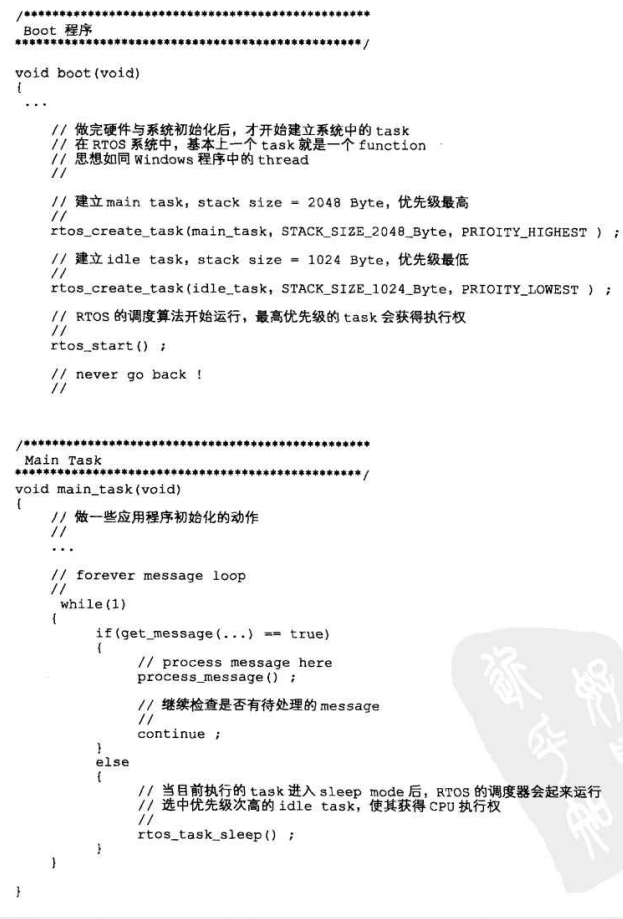 /************************************************
Boot 程序
************************************************/
void boot(void)
{
...
// 做完硬件与系统初始化后，才开始建立系统中的 task
// 在 RTOS 系统中，基本上一个 task 就是一个 function
// 思想如同 Windows 程序中的 thread
//
// 建立 main task, stack size = 2048 Byte, 优先级最高
//
rtos_create_task(main_task, STACK_SIZE_2048_Byte, PRIOITY_HIGHEST ) ;
// 建立 idle task, stack size = 1024 Byte, 优先级最低
//
rtos_create_task(idle_task, STACK_SIZE_1024_Byte, PRIOITY_LOWEST ) ;
// RTOS 的调度算法开始运行，最高优先级的 task 会获得执行权
//
rtos_start() ;
// never go back !
//
/************************************************
Main Task
************************************************/
void main_task(void)
{
// 做一些应用程序初始化的动作
//
...
// forever message loop
//
while(1)
{
if(get_message(...) == true)
{
// process message here
process_message() ;
// 继续检查是否有待处理的 message
//
continue ;
}
else
{
// 当目前执行的 task 进入 sleep mode 后，RTOS 的调度器会起来运行
// 选中优先级次高的 idle task，使其获得 CPU 执行权
//
rtos_task_sleep() ;
}
}
}